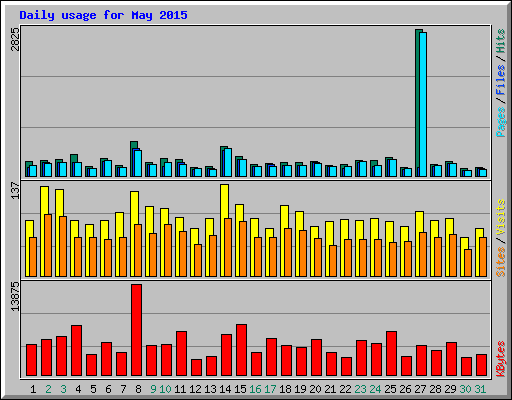 Daily usage for May 2015
2825
Pages / Files / Hits
137
Sites / Visits
13875
KBytes
1 2 3 4 5 6 7 8 9 10 11 12 13 14 15 16 17 18 19 20 21 22 23 24 25 26 27 28 29 30 31